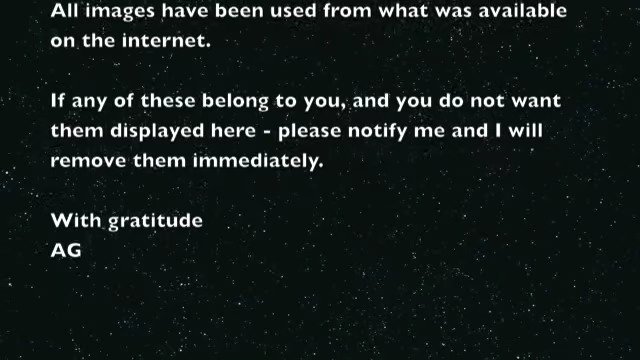 All images have been used from what was available
on the internet.
If any of these belong to you, and you do not want
them displayed here - please notify me and I will
remove them immediately.
With gratitude
AG